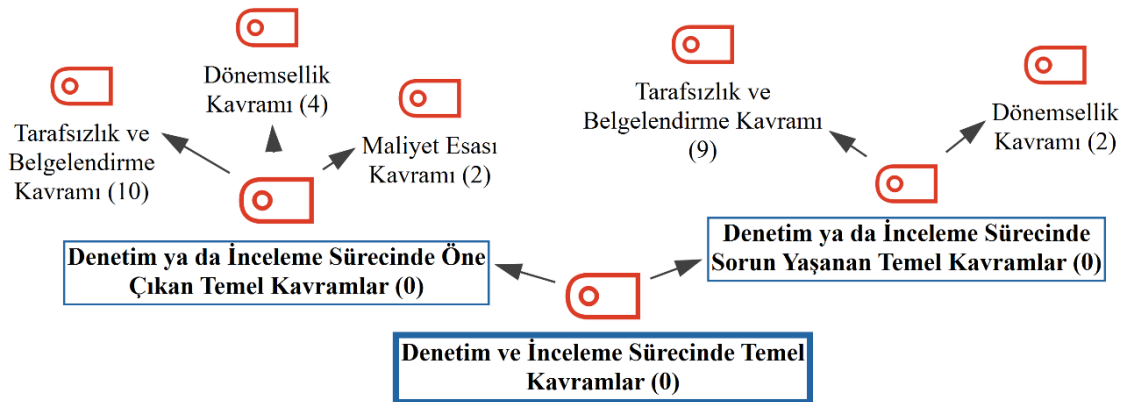 Dönemsellik
Kavramı (4)
Tarafsızlık ve
Belgelendirme
Kavramı (10)
Maliyet Esası
Kavramı (2)
Tarafsızlık ve
Belgelendirme Kavramı
(9)
Dönemsellik
Kavramı (2)
Denetim ya da İnceleme Sürecinde Öne
Çıkan Temel Kavramlar (0)
Denetim ya da İnceleme Sürecinde
Sorun Yaşanan Temel Kavramlar (0)
Denetim ve İnceleme Sürecinde Temel
Kavramlar (0)